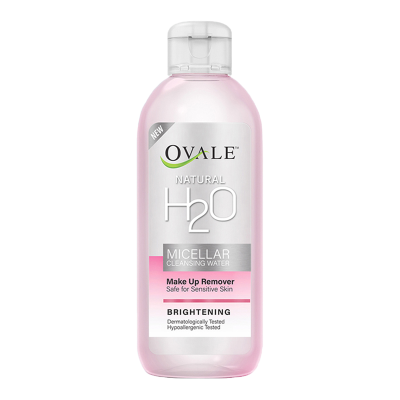 NEW
OVALE™
NATURAL
H2O
MICELLAR
CLEANSING WATER
Make Up Remover
Safe for Sensitive Skin
BRIGHTENING
Dermatologically Tested
Hypoallergenic Tested